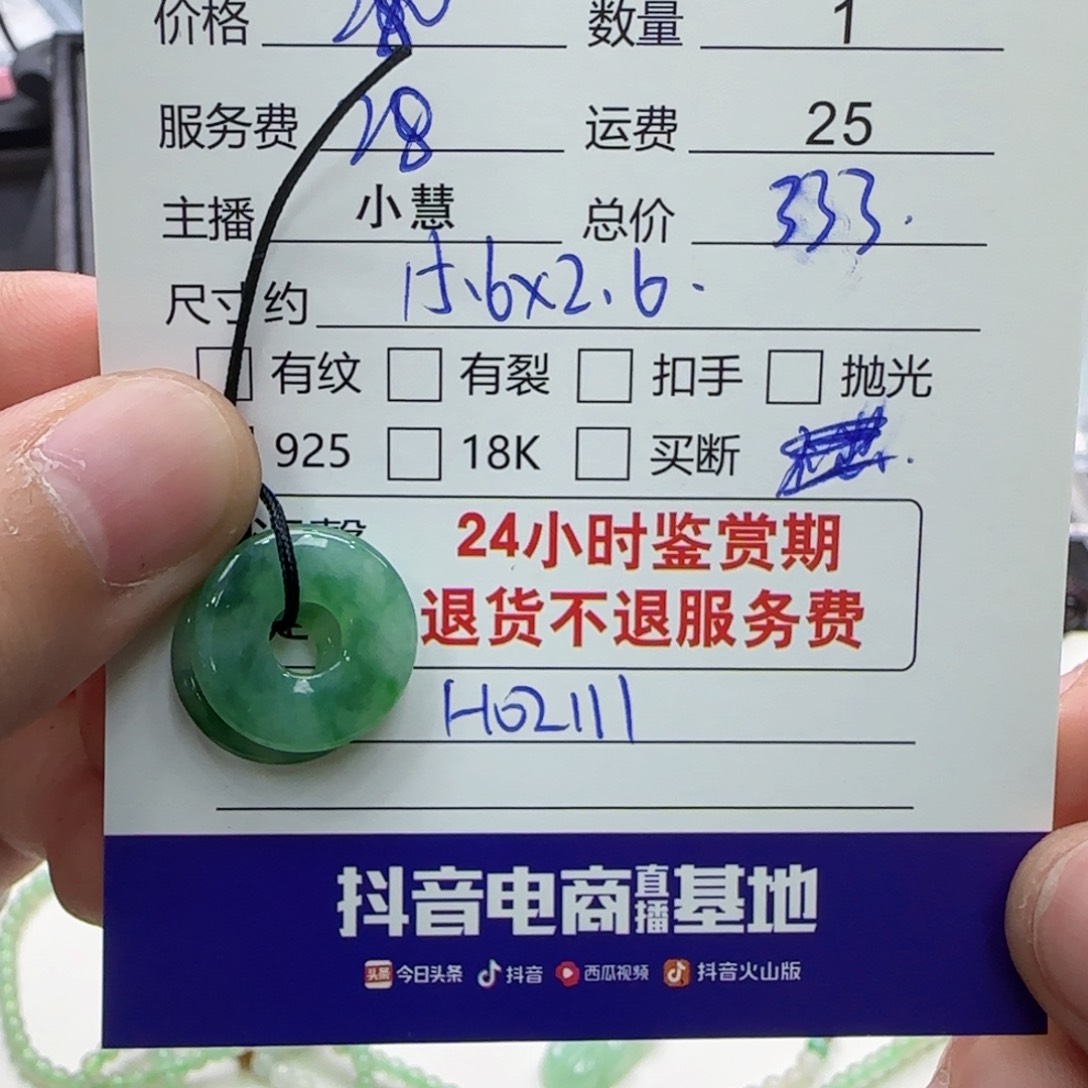 价格 数量 1
服务费 28 运费 25
主播 小慧 总价 333.
尺寸约 15.6x2.6.
有纹 有裂 扣手 抛光
925 18K 买断
24小时鉴赏期
退货不退服务费
H02111
抖音电商直播基地
头条 今日头条 抖音 西瓜视频 抖音火山版